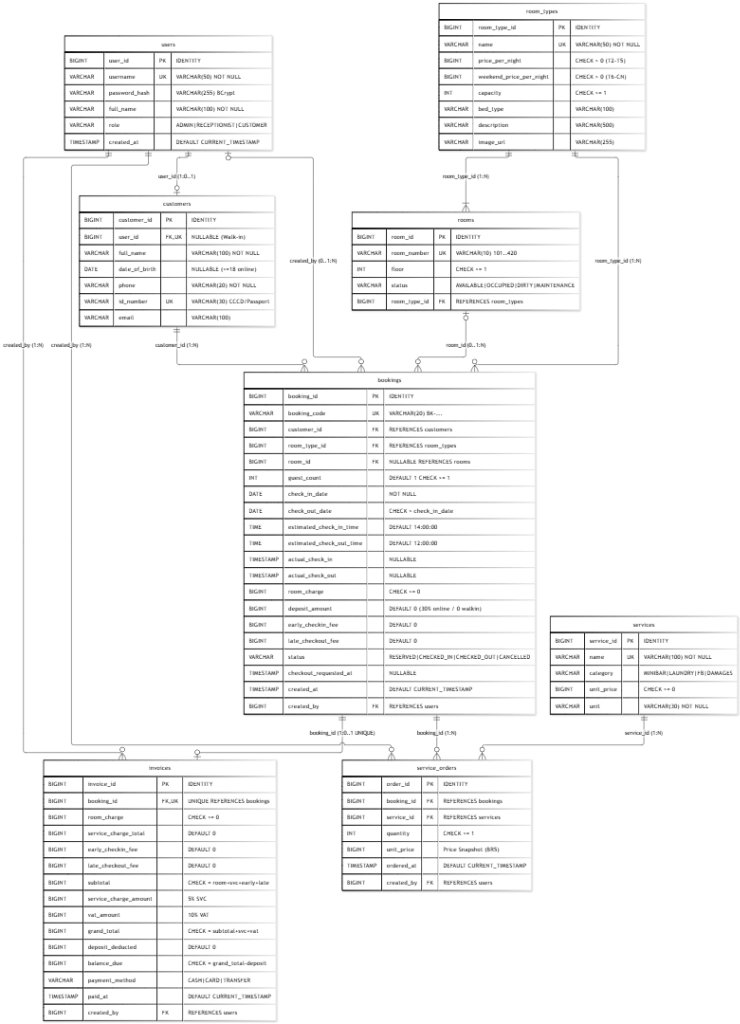 room_types
BIGINT room_type_id PK IDENTITY
VARCHAR name UK VARCHAR(50) NOT NULL
BIGINT price_per_night CHECK > 0 (T2-T5)
BIGINT weekend_price_per_night CHECK > 0 (T6-CN)
INT capacity CHECK >= 1
VARCHAR bed_type VARCHAR(100)
VARCHAR description VARCHAR(500)
VARCHAR image_url VARCHAR(255)
users
BIGINT user_id PK IDENTITY
VARCHAR username UK VARCHAR(50) NOT NULL
VARCHAR password_hash VARCHAR(255) BCrypt
VARCHAR full_name VARCHAR(100) NOT NULL
VARCHAR role ADMIN|RECEPTIONIST|CUSTOMER
TIMESTAMP created_at DEFAULT CURRENT_TIMESTAMP
user_id (1:0..1)
room_type_id (1:N)
customers
BIGINT customer_id PK IDENTITY
BIGINT user_id FK,UK NULLABLE (Walk-in)
VARCHAR full_name VARCHAR(100) NOT NULL
DATE date_of_birth NULLABLE (>=18 online)
VARCHAR phone VARCHAR(20) NOT NULL
VARCHAR id_number UK VARCHAR(30) CCCD/Passport
VARCHAR email VARCHAR(100)
rooms
BIGINT room_id PK IDENTITY
VARCHAR room_number UK VARCHAR(10) 101..420
INT floor CHECK >= 1
VARCHAR status AVAILABLE|OCCUPIED|DIRTY|MAINTENANCE
BIGINT room_type_id FK REFERENCES room_types
created_by (0..1:N)
room_type_id (1:N)
created_by (1:N)
created_by (1:N)
customer_id (1:N)
room_id (0..1:N)
bookings
BIGINT booking_id PK IDENTITY
VARCHAR booking_code UK VARCHAR(20) BK-...
BIGINT customer_id FK REFERENCES customers
BIGINT room_type_id FK REFERENCES room_types
BIGINT room_id FK NULLABLE REFERENCES rooms
INT guest_count DEFAULT 1 CHECK >= 1
DATE check_in_date NOT NULL
DATE check_out_date CHECK > check_in_date
TIME estimated_check_in_time DEFAULT 14:00:00
TIME estimated_check_out_time DEFAULT 12:00:00
TIMESTAMP actual_check_in NULLABLE
TIMESTAMP actual_check_out NULLABLE
BIGINT room_charge CHECK >= 0
BIGINT deposit_amount DEFAULT 0 (30% online / 0 walkin)
BIGINT early_checkin_fee DEFAULT 0
BIGINT late_checkout_fee DEFAULT 0
VARCHAR status RESERVED|CHECKED_IN|CHECKED_OUT|CANCELLED
TIMESTAMP checkout_requested_at NULLABLE
TIMESTAMP created_at DEFAULT CURRENT_TIMESTAMP
BIGINT created_by FK REFERENCES users
services
BIGINT service_id PK IDENTITY
VARCHAR name UK VARCHAR(100) NOT NULL
VARCHAR category MINIBAR|LAUNDRY|FB|DAMAGES
BIGINT unit_price CHECK >= 0
VARCHAR unit VARCHAR(30) NOT NULL
booking_id (1:0..1 UNIQUE)
booking_id (1:N)
service_id (1:N)
invoices
BIGINT invoice_id PK IDENTITY
BIGINT booking_id FK,UK UNIQUE REFERENCES bookings
BIGINT room_charge CHECK >= 0
BIGINT service_charge_total DEFAULT 0
BIGINT early_checkin_fee DEFAULT 0
BIGINT late_checkout_fee DEFAULT 0
BIGINT subtotal CHECK = room+svc+early+late
BIGINT service_charge_amount 5% SVC
BIGINT vat_amount 10% VAT
BIGINT grand_total CHECK = subtotal+svc+vat
BIGINT deposit_deducted DEFAULT 0
BIGINT balance_due CHECK = grand_total-deposit
VARCHAR payment_method CASH|CARD|TRANSFER
TIMESTAMP paid_at DEFAULT CURRENT_TIMESTAMP
BIGINT created_by FK REFERENCES users
service_orders
BIGINT order_id PK IDENTITY
BIGINT booking_id FK REFERENCES bookings
BIGINT service_id FK REFERENCES services
INT quantity CHECK >= 1
BIGINT unit_price Price Snapshot (BR5)
TIMESTAMP ordered_at DEFAULT CURRENT_TIMESTAMP
BIGINT created_by FK REFERENCES users